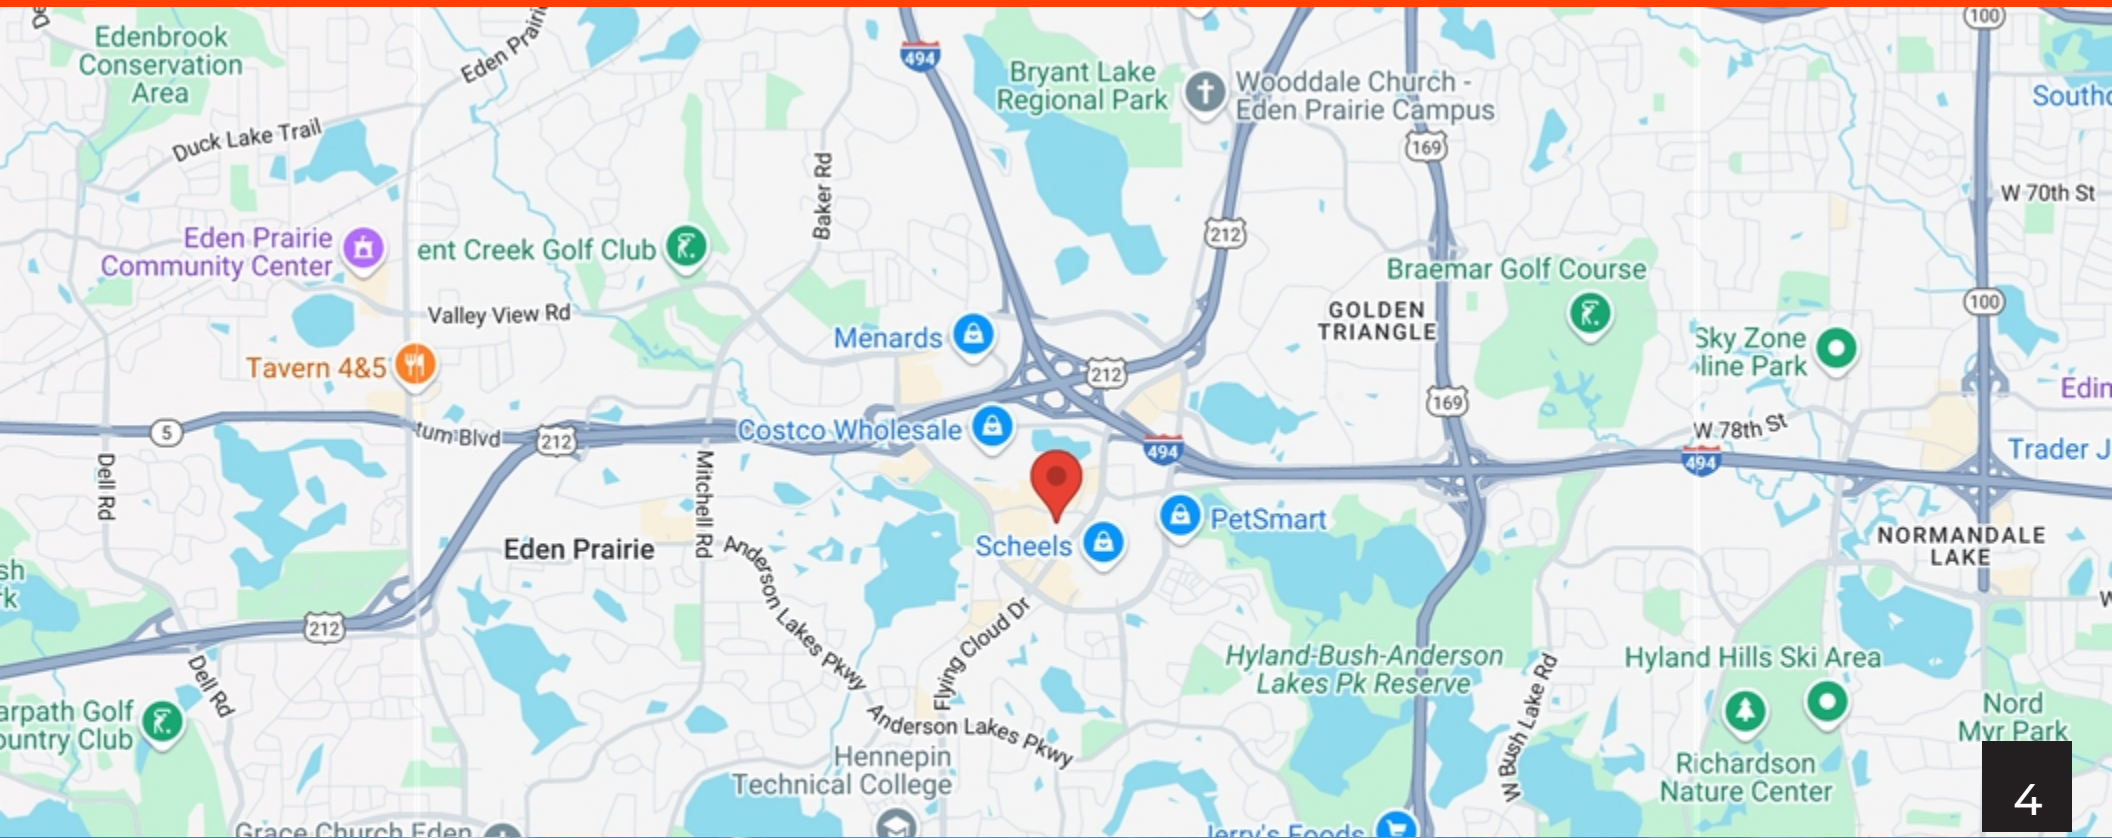 Edenbrook
Conservation
Area
Duck Lake Trail
494
Bryant Lake
Regional Park
Wooddale Church -
Eden Prairie Campus
100
169
W 70th St
Baker Rd
Eden Prairie
Community Center
ent Creek Golf Club
212
Braemar Golf Course
GOLDEN
TRIANGLE
100
Valley View Rd
Menards
Sky Zone
line Park
Tavern 4&5
212
169
5
tum Blvd
212
Costco Wholesale
494
W 78th St
494
Trader J
Dell Rd
Mitchell Rd
PetSmart
Scheels
Eden Prairie
NORMANDALE
LAKE
Anderson Lakes Pkwy
Flying Cloud Dr
212
Dell Rd
Hyland-Bush-Anderson
Lakes Pk Reserve
W Bush Lake Rd
Hyland Hills Ski Area
arpath Golf
ountry Club
Anderson Lakes Pkwy
Nord
Myr Park
Hennepin
Technical College
Richardson
Nature Center
Grace Church Eden
Jerry's Foods
4